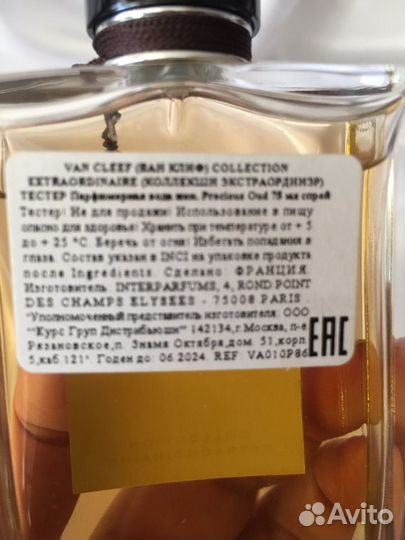 VAN CLEEF (ВАН КЛИФ) COLLECTION
EXTRAORDINAIRE (КОЛЛЕКШН ЭКСТРАОРДИНЭР)
ТЕСТЕР Парфюмерная вода жен. Precious Oud 75 мл спрей
Тестер! Не для продажи! Использование в пищу
опасно для здоровья! Хранить при температуре от + 5
до + 25 °С. Беречь от огня! Избегать попадания в
глаза. Состав указан в INCI на упаковке продукта
после Ingredients. Сделано ФРАНЦИЯ.
Изготовитель INTERPARFUMS, 4, ROND POINT
DES CHAMPS ELYSEES - 75008 PARIS
"Уполномоченный представитель изготовителя: ООО
""Курс Груп Дистрибьюшн"" 142134,г.Москва, п-е
Рязановское,п. Знамя Октября,дом. 51,корп.
5,каб 121". Годен до: 06.2024. REF: VA010P86
EAC
COLLECTION
EXTRAORDINAIRE
Avito